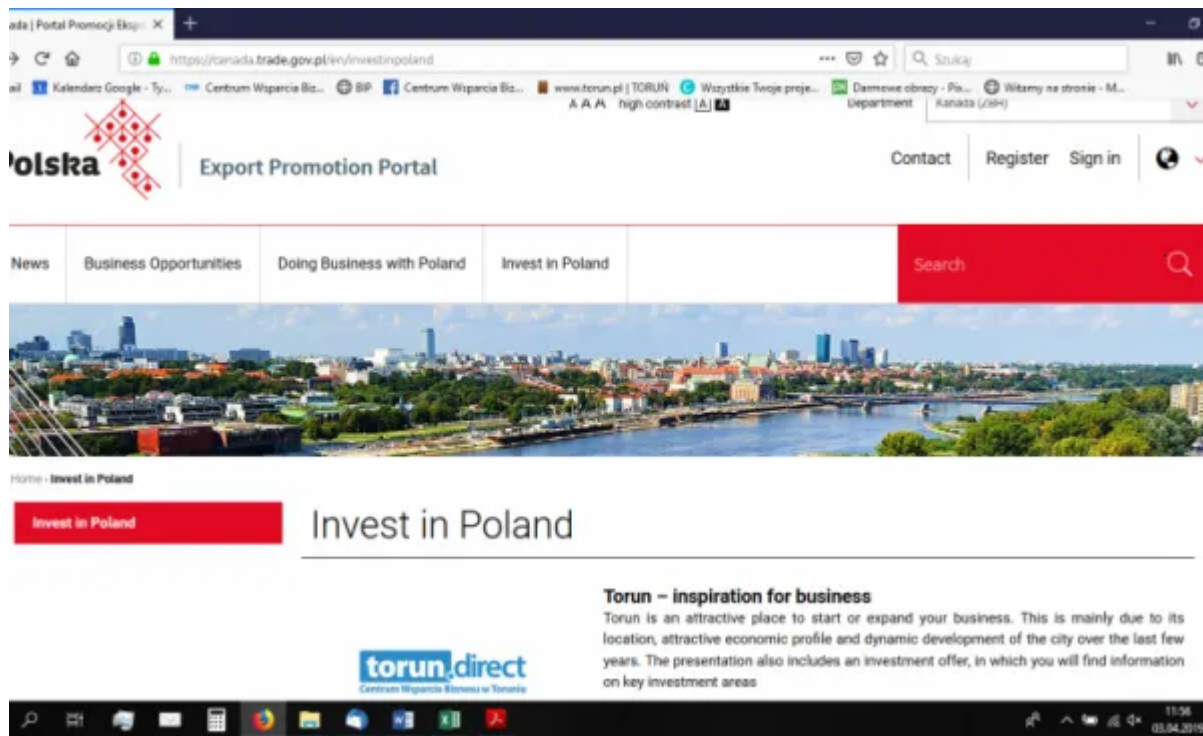 ada | Portal Promocji Eksp
https://canada.trade.gov.pl/en/investinpoland
Szukaj
ail Kalendarz Google - Ty... Centrum Wsparcia Biz... BIP Centrum Wsparcia Biz... www.torun.pl | TORUŃ Wszystkie Twoje proje... Darmowe obrazy - Pix... Witamy na stronie - M...
A A A high contrast A A Department Kanada (ZBH)
Polska Export Promotion Portal Contact Register Sign in
News Business Opportunities Doing Business with Poland Invest in Poland Search
Home › Invest in Poland
Invest in Poland
Invest in Poland
Torun – inspiration for business
Torun is an attractive place to start or expand your business. This is mainly due to its
location, attractive economic profile and dynamic development of the city over the last few
years. The presentation also includes an investment offer, in which you will find information
on key investment areas
torun.direct
Centrum Wsparcia Biznesu w Toruniu
11:56
03.04.2019